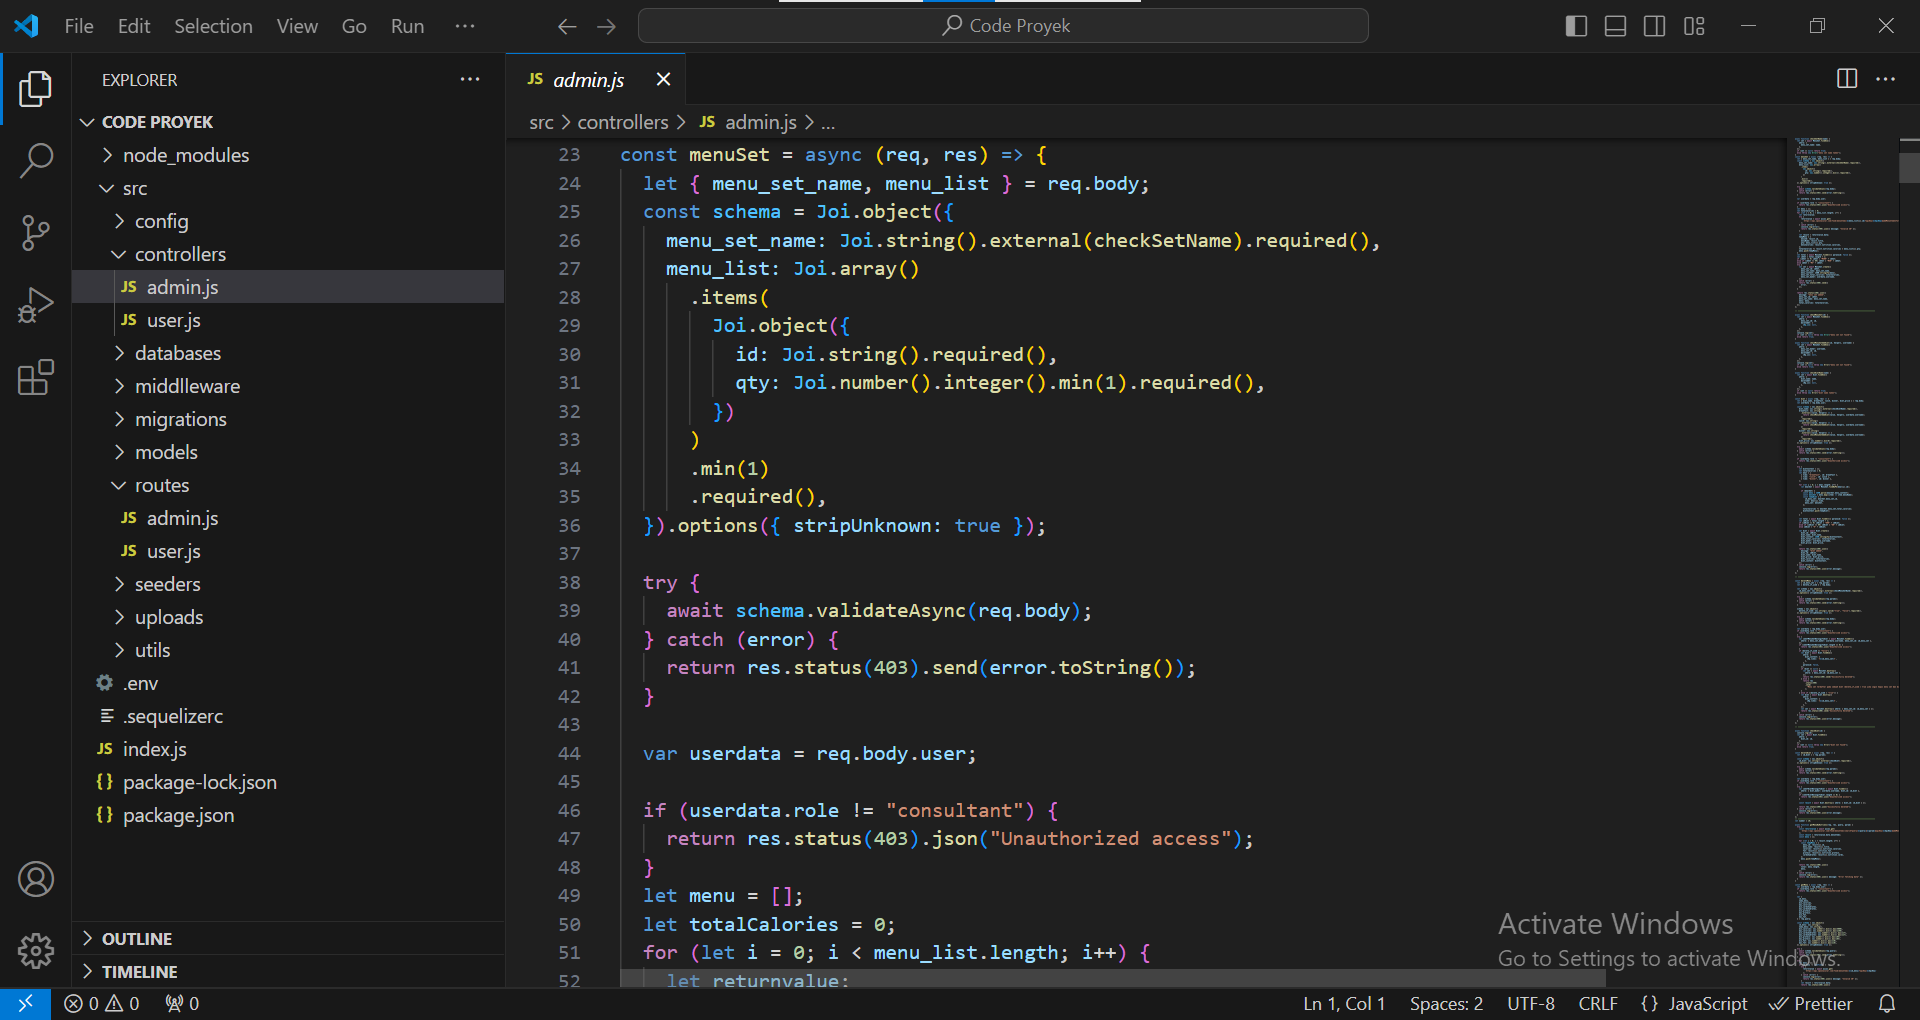 File Edit Selection View Go Run ···
Code Proyek
EXPLORER
CODE PROYEK
node_modules
src
config
controllers
JS admin.js
JS user.js
databases
middlleware
migrations
models
routes
JS admin.js
JS user.js
seeders
uploads
utils
.env
.sequelizerc
JS index.js
{} package-lock.json
{} package.json
OUTLINE
TIMELINE
JS admin.js
src > controllers > JS admin.js > ...
23 const menuSet = async (req, res) => {
24 let { menu_set_name, menu_list } = req.body;
25 const schema = Joi.object({
26 menu_set_name: Joi.string().external(checkSetName).required(),
27 menu_list: Joi.array()
28 .items(
29 Joi.object({
30 id: Joi.string().required(),
31 qty: Joi.number().integer().min(1).required(),
32 })
33 )
34 .min(1)
35 .required(),
36 }).options({ stripUnknown: true });
37
38 try {
39 await schema.validateAsync(req.body);
40 } catch (error) {
41 return res.status(403).send(error.toString());
42 }
43
44 var userdata = req.body.user;
45
46 if (userdata.role != "consultant") {
47 return res.status(403).json("Unauthorized access");
48 }
49 let menu = [];
50 let totalCalories = 0;
51 for (let i = 0; i < menu_list.length; i++) {
52 let returnvalue;
Activate Windows
Go to Settings to activate Windows.
0 0 0
Ln 1, Col 1 Spaces: 2 UTF-8 CRLF {} JavaScript Prettier